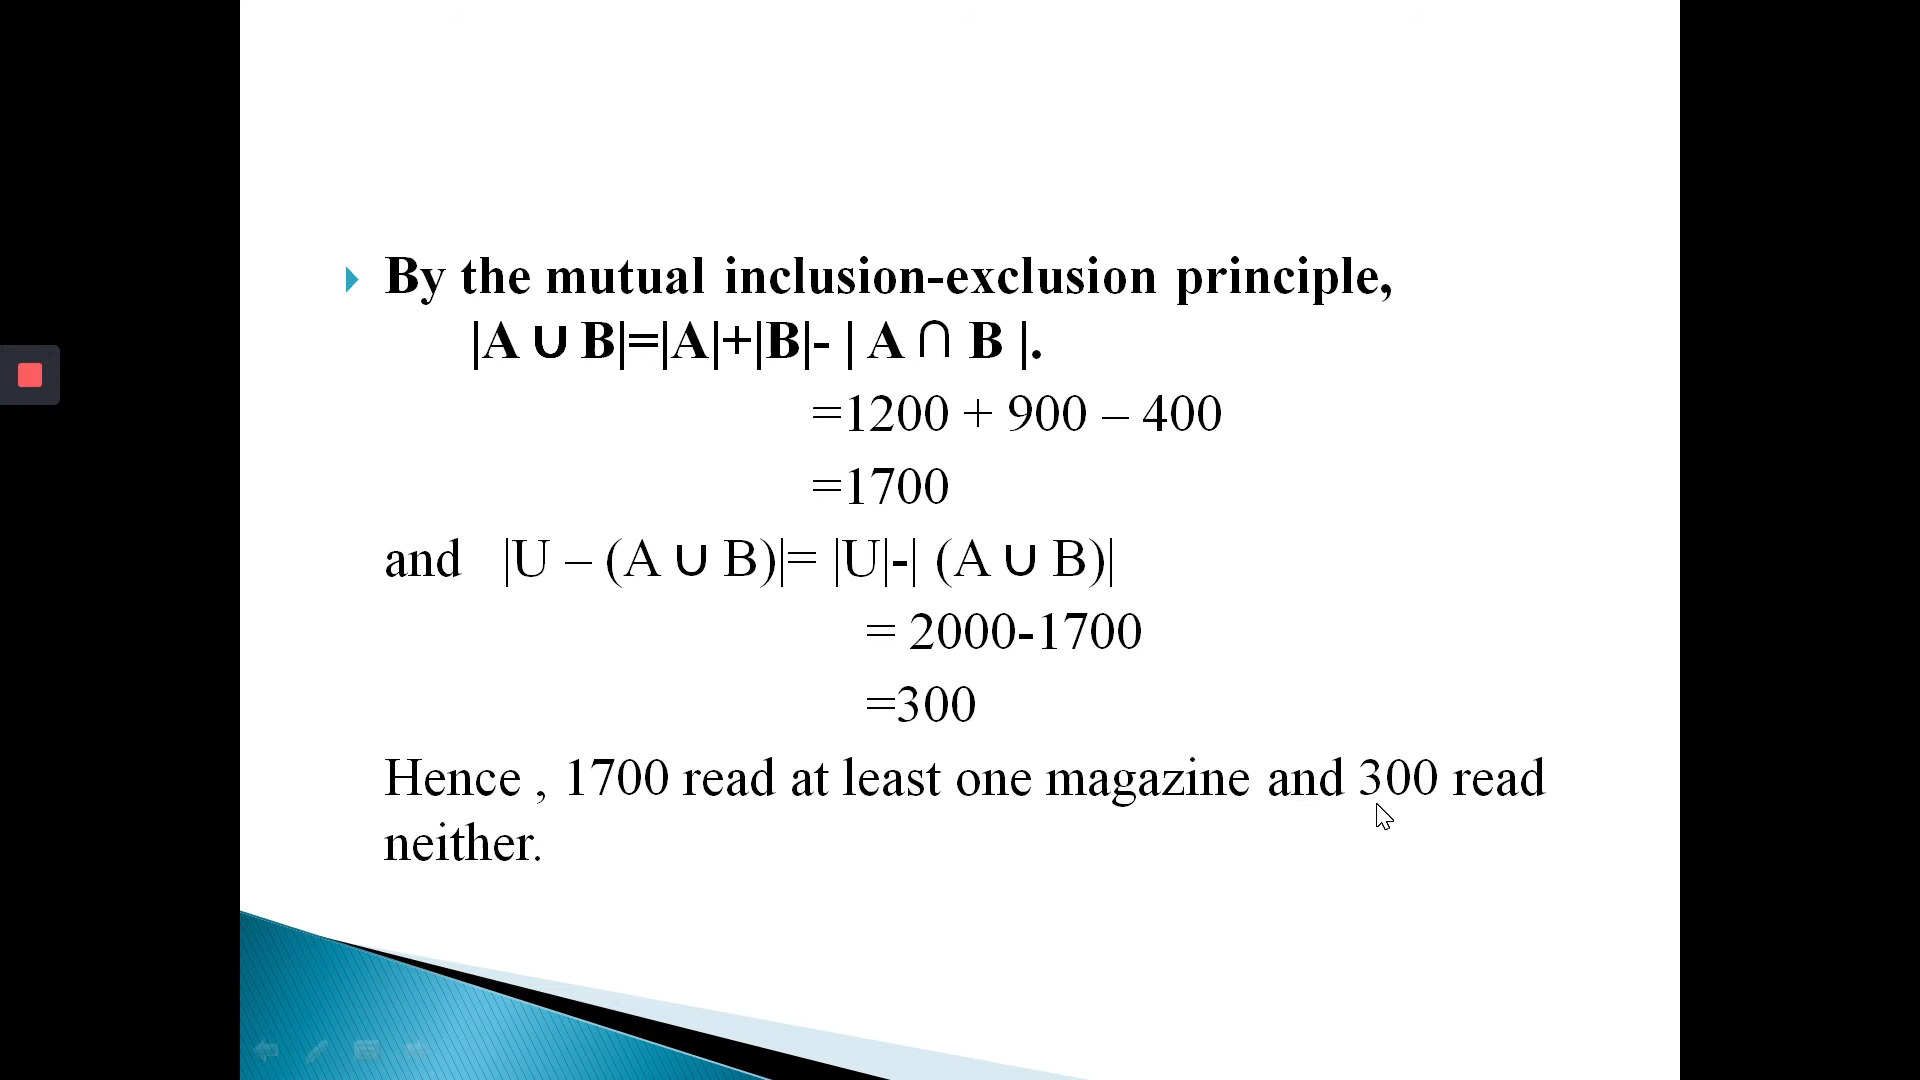 By the mutual inclusion-exclusion principle,
|A ∪ B|=|A|+|B|- | A ∩ B |.
=1200 + 900 – 400
=1700
and |U – (A ∪ B)|= |U|-| (A ∪ B)|
= 2000-1700
=300
Hence , 1700 read at least one magazine and 300 read
neither.